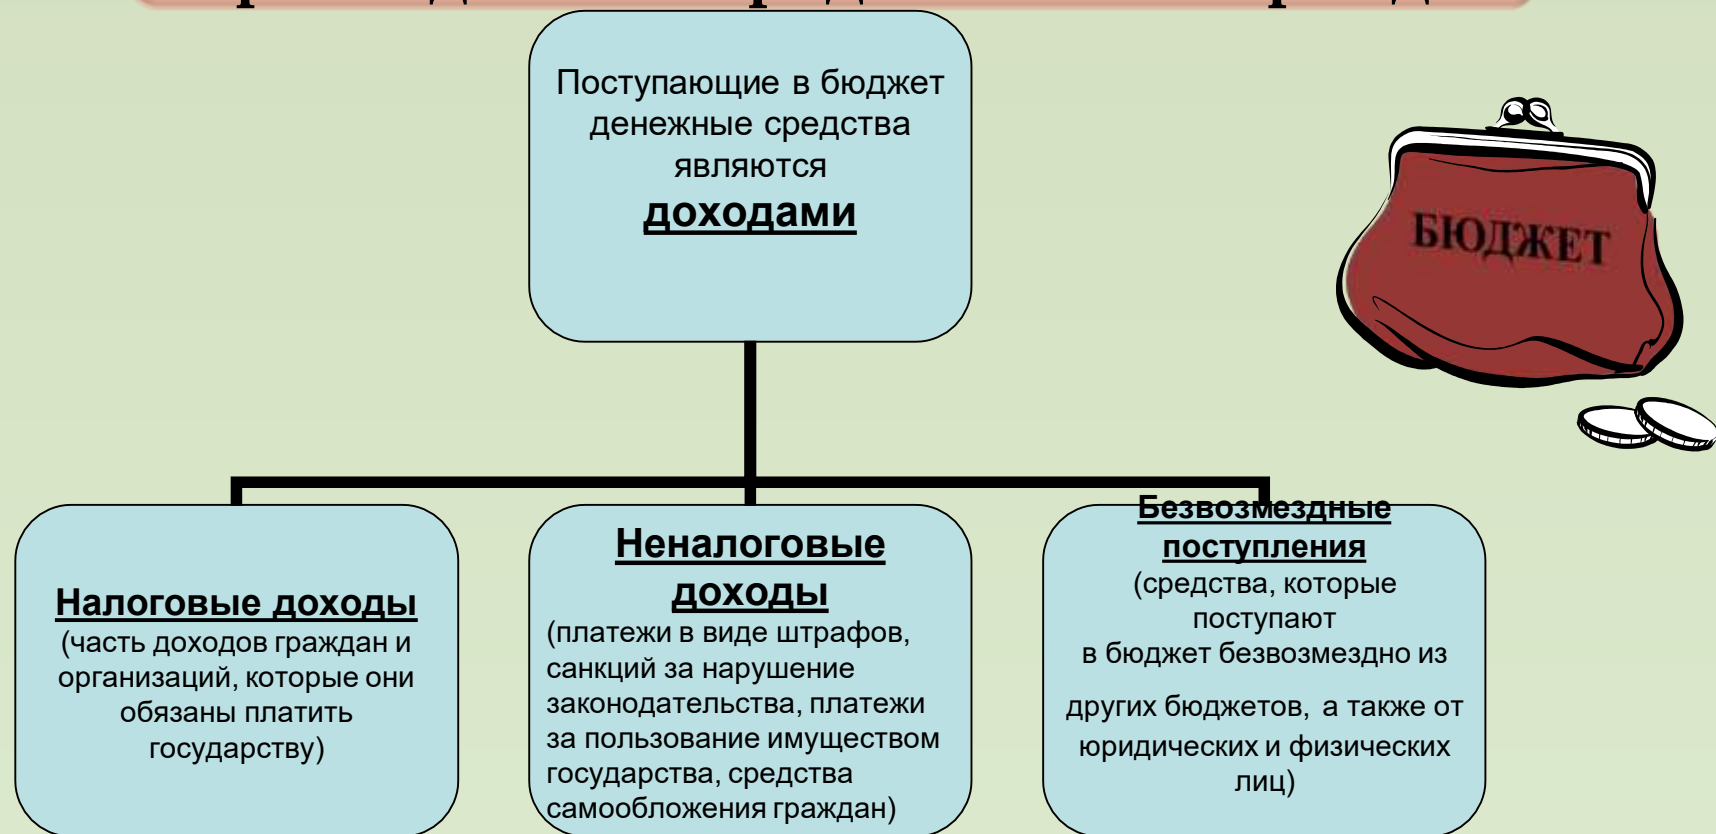 Поступающие в бюджет
денежные средства
являются
доходами
БЮДЖЕТ
Налоговые доходы
(часть доходов граждан и
организаций, которые они
обязаны платить
государству)
Неналоговые
доходы
(платежи в виде штрафов,
санкций за нарушение
законодательства, платежи
за пользование имуществом
государства, средства
самообложения граждан)
Безвозмездные
поступления
(средства, которые
поступают
в бюджет безвозмездно из
других бюджетов, а также от
юридических и физических
лиц)